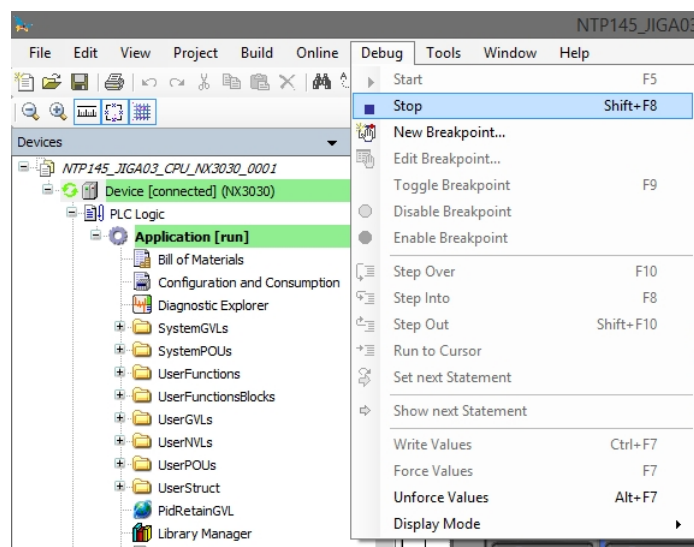 NTP145_JIGA03
File Edit View Project Build Online Debug Tools Window Help
Start F5
Stop Shift+F8
New Breakpoint...
Edit Breakpoint...
Toggle Breakpoint F9
Disable Breakpoint
Enable Breakpoint
Step Over F10
Step Into F8
Step Out Shift+F10
Run to Cursor
Set next Statement
Show next Statement
Write Values Ctrl+F7
Force Values F7
Unforce Values Alt+F7
Display Mode
Devices
NTP145_JIGA03_CPU_NX3030_0001
Device [connected] (NX3030)
PLC Logic
Application [run]
Bill of Materials
Configuration and Consumption
Diagnostic Explorer
SystemGVLs
SystemPOUs
UserFunctions
UserFunctionsBlocks
UserGVLs
UserNVLs
UserPOUs
UserStruct
PidRetainGVL
Library Manager